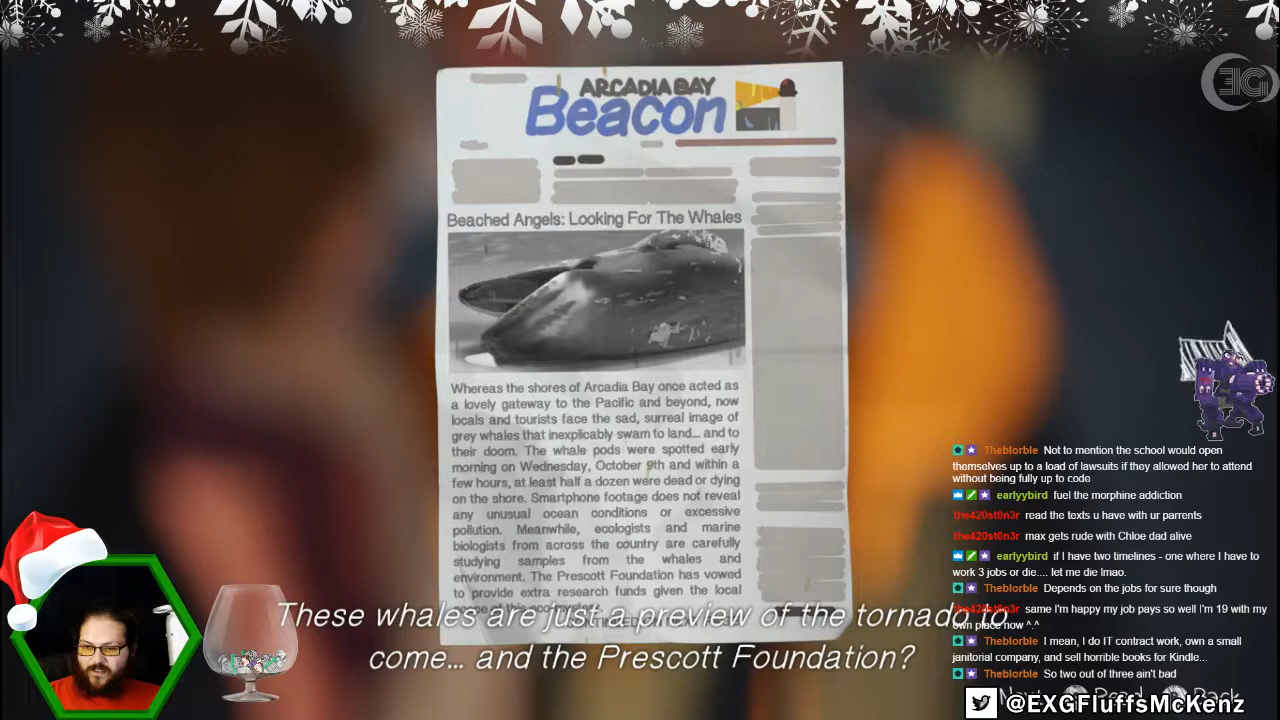 ARCADIA BAY
Beacon
Beached Angels: Looking For The Whales
Whereas the shores of Arcadia Bay once acted as
a lovely gateway to the Pacific and beyond, now
locals and tourists face the sad, surreal image of
grey whales that inexplicably swam to land... and to
their doom. The whale pods were spotted early
morning on Wednesday, October 9th and within a
few hours, at least half a dozen were dead or dying
on the shore. Smartphone footage does not reveal
any unusual ocean conditions or excessive
pollution. Meanwhile, ecologists and marine
biologists from across the country are carefully
studying samples from the whales and
environment. The Prescott Foundation has vowed
to provide extra research funds given the local
These whales are just a preview of the tornado to
come... and the Prescott Foundation?
3G
Theblorble Not to mention the school would open
themselves up to a load of lawsuits if they allowed her to attend
without being fully up to code
earlyybird fuel the morphine addiction
the420st0n3r read the texts u have with ur parrents
the420st0n3r max gets rude with Chloe dad alive
earlyybird if I have two timelines - one where I have to
work 3 jobs or die.... let me die lmao.
Theblorble Depends on the jobs for sure though
the420st0n3r same I'm happy my job pays so well I'm 19 with my
own place now ^.^
Theblorble I mean, I do IT contract work, own a small
janitorial company, and sell horrible books for Kindle...
Theblorble So two out of three ain't bad
Next Read Back
@EXGFluffsMcKenz